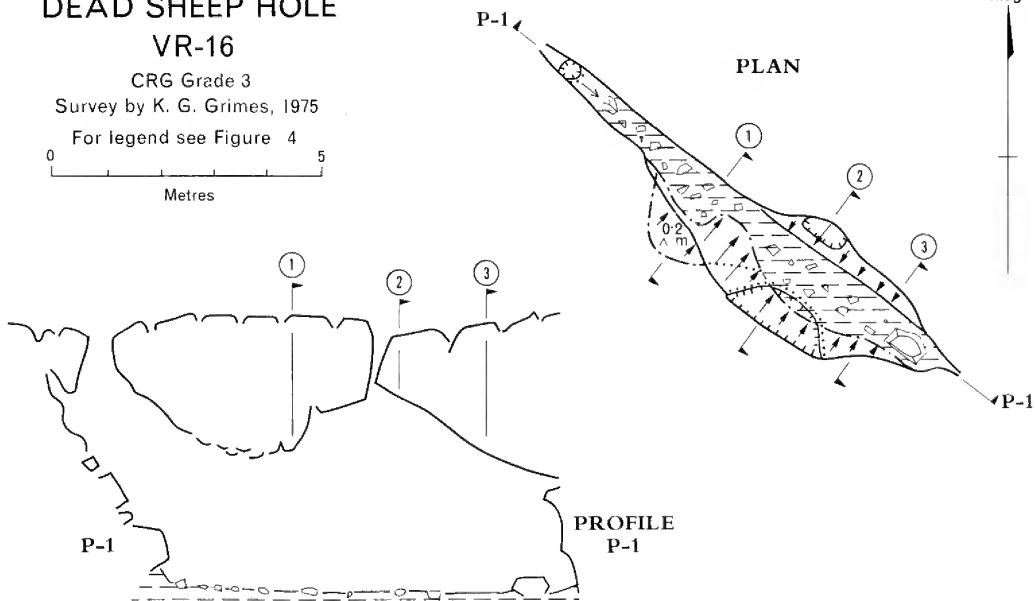 DEAD SHEEP HOLE
VR-16
CRG Grade 3
Survey by K. G. Grimes, 1975
For legend see Figure 4
0 5
Metres
P-1
PLAN
1
2
3
0·2
^ m
P-1
1
2
3
P-1
PROFILE
P-1